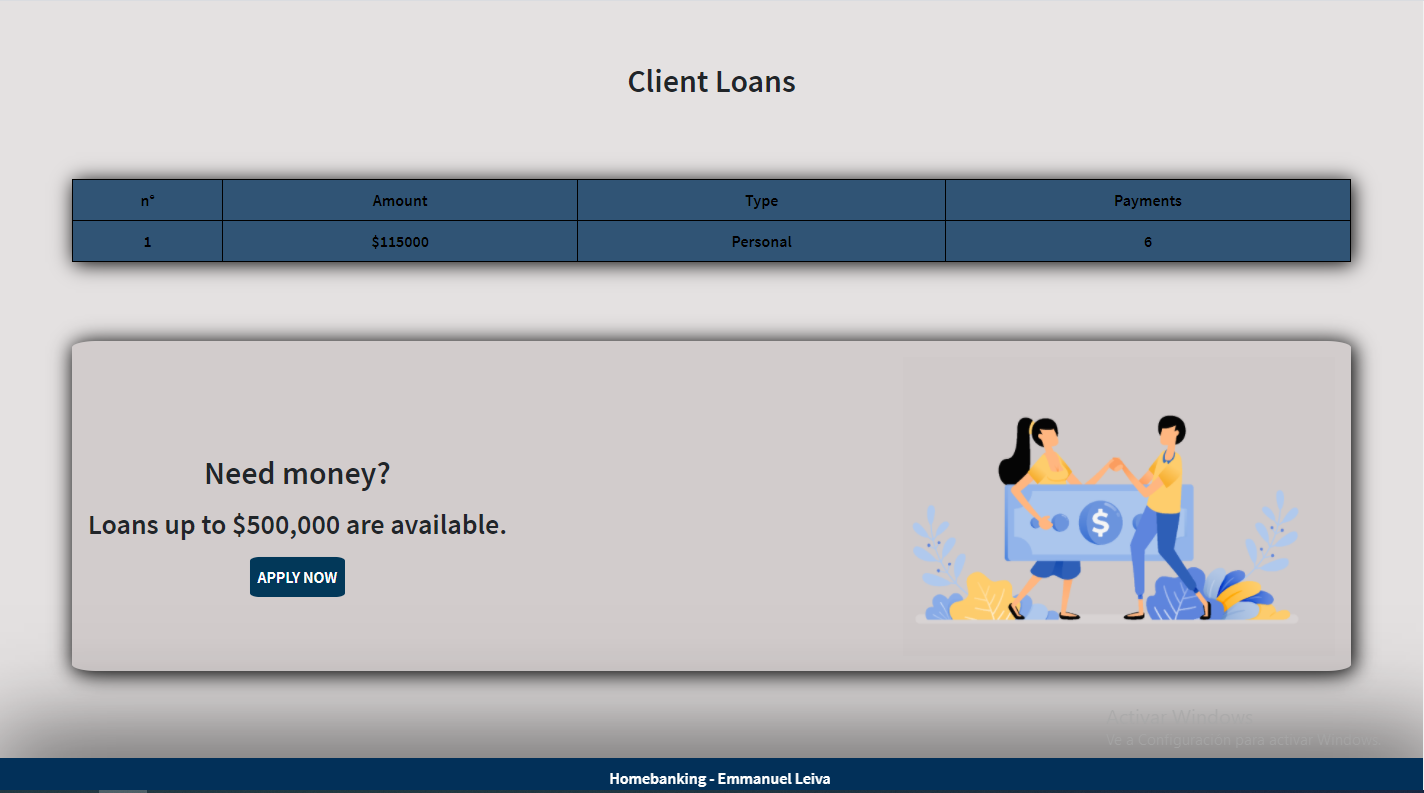 Client Loans
n° Amount Type Payments
1 $115000 Personal 6
Need money?
Loans up to $500,000 are available.
APPLY NOW
$
Activar Windows
Ve a Configuración para activar Windows.
Homebanking - Emmanuel Leiva